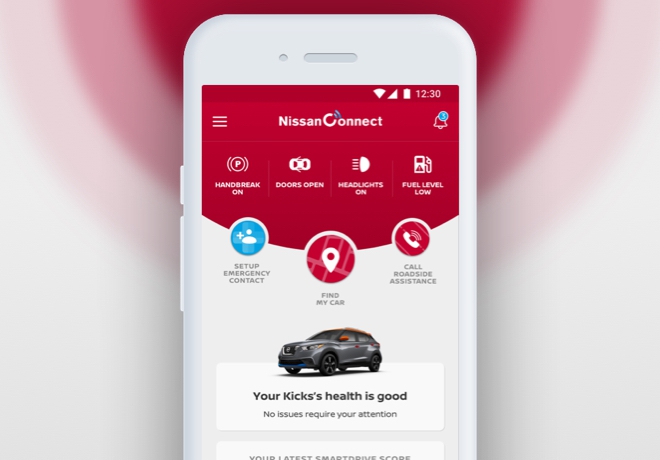 12:30
NissanConnect
3
P
HANDBREAK
ON
DOORS OPEN
HEADLIGHTS
ON
FUEL LEVEL
LOW
SETUP
EMERGENCY
CONTACT
FIND
MY CAR
CALL
ROADSIDE
ASSISTANCE
Your Kicks's health is good
No issues require your attention
YOUR LATEST SMARTDRIVE SCORE